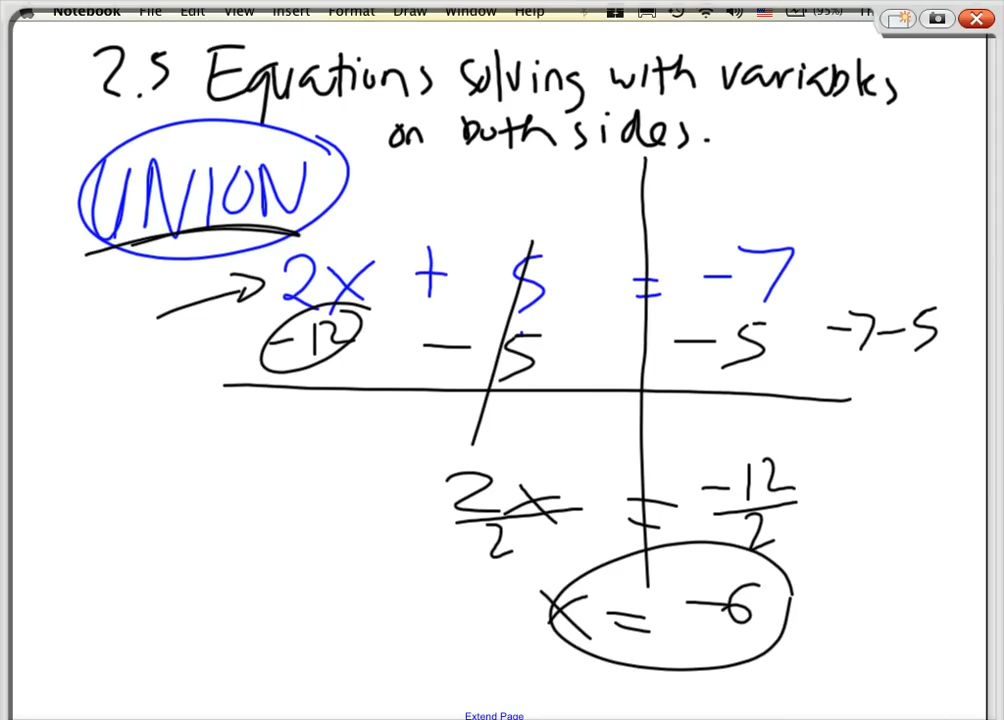 Notebook File Edit View Insert Format Draw Window Help (95%)
2.5 Equations solving with variables
on both sides.
UNION
2x + 5 = -7
-12 - 5 - 5 -7-5
2x = -12
2 2
x = -6
Extend Page